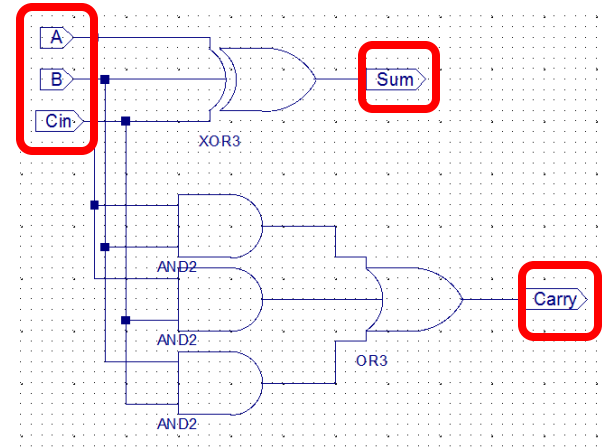 A
B
Cin
Sum
XOR3
AND2
AND2
AND2
OR3
Carry